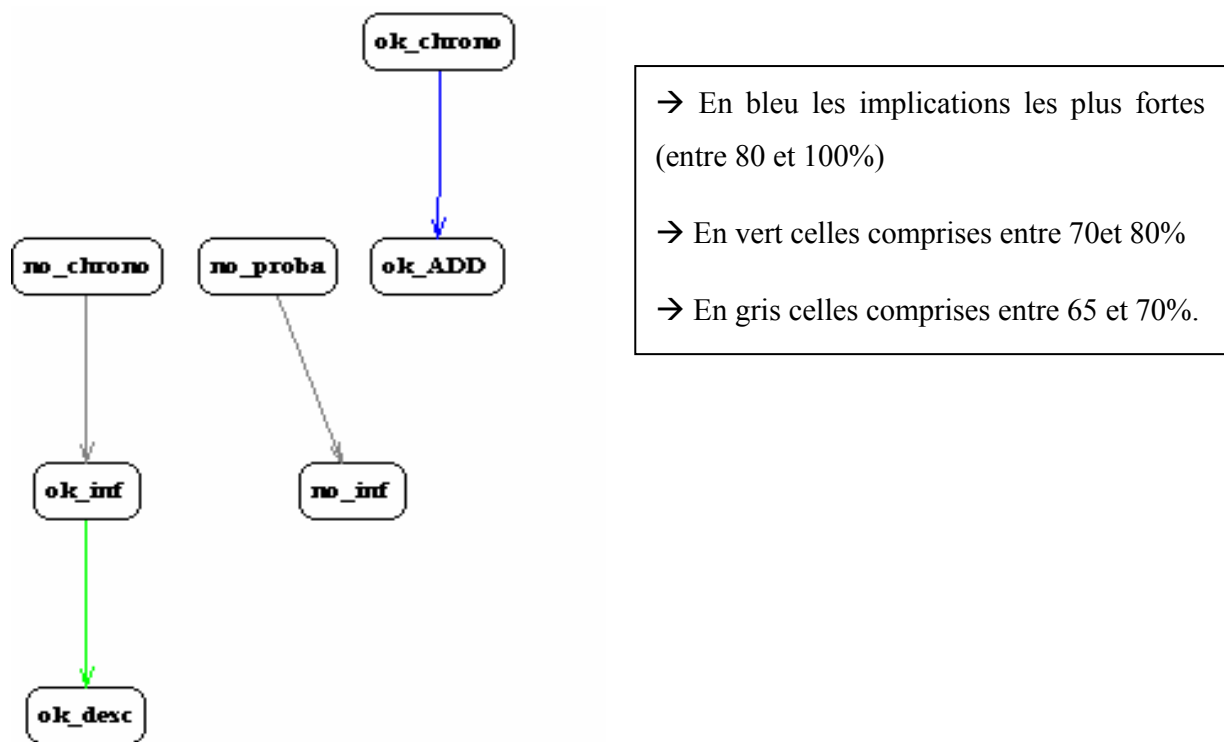 ok_chrono
→ En bleu les implications les plus fortes
(entre 80 et 100%)
→ En vert celles comprises entre 70et 80%
→ En gris celles comprises entre 65 et 70%.
no_chrono
no_proba
ok_ADD
ok_inf
no_inf
ok_desc